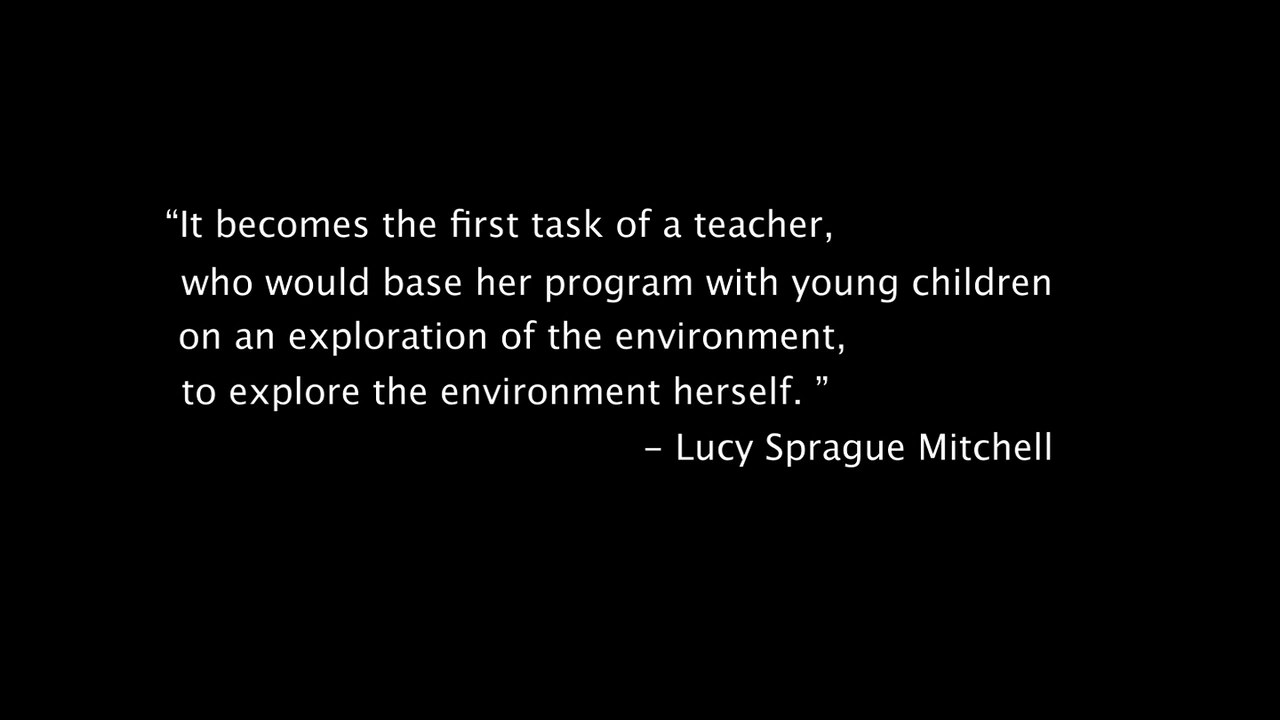 “It becomes the first task of a teacher,
who would base her program with young children
on an exploration of the environment,
to explore the environment herself. ”
– Lucy Sprague Mitchell